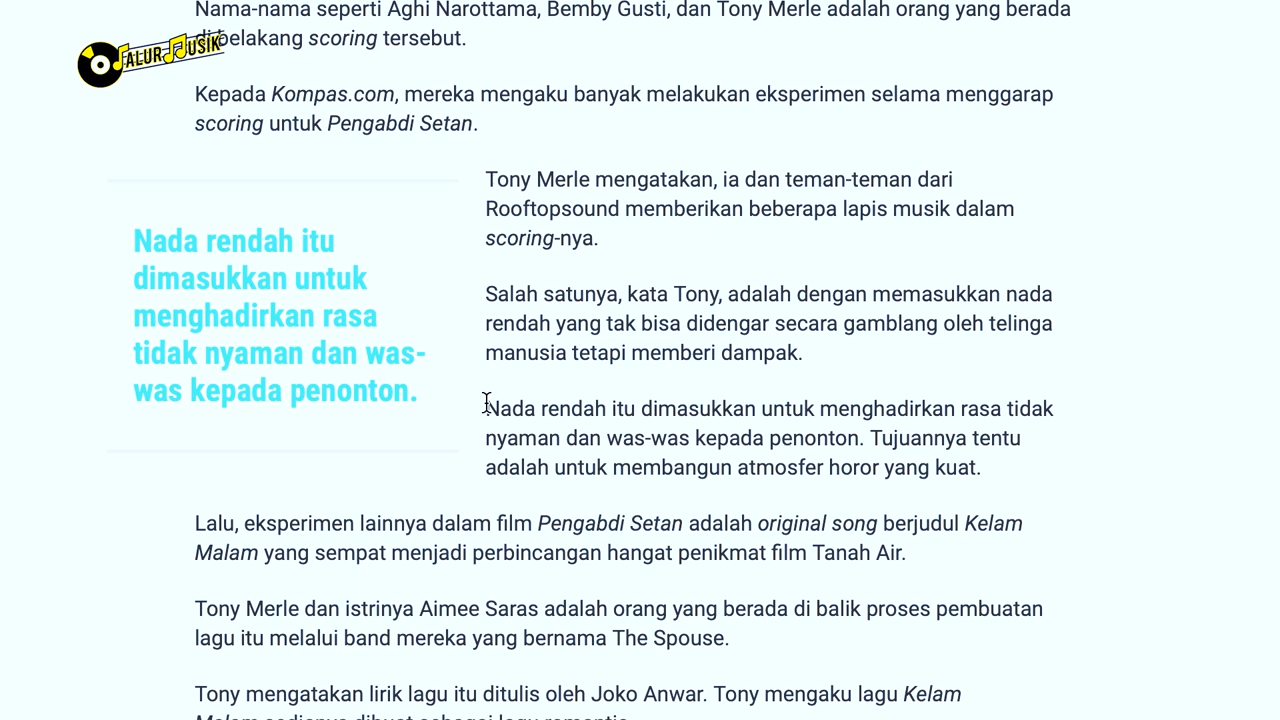 Nama-nama seperti Aghi Narottama, Bemby Gusti, dan Tony Merle adalah orang yang berada
di belakang scoring tersebut.
ALUR MUSIK
Kepada Kompas.com, mereka mengaku banyak melakukan eksperimen selama menggarap
scoring untuk Pengabdi Setan.
Nada rendah itu
dimasukkan untuk
menghadirkan rasa
tidak nyaman dan was-
was kepada penonton.
Tony Merle mengatakan, ia dan teman-teman dari
Rooftopsound memberikan beberapa lapis musik dalam
scoring-nya.
Salah satunya, kata Tony, adalah dengan memasukkan nada
rendah yang tak bisa didengar secara gamblang oleh telinga
manusia tetapi memberi dampak.
Nada rendah itu dimasukkan untuk menghadirkan rasa tidak
nyaman dan was-was kepada penonton. Tujuannya tentu
adalah untuk membangun atmosfer horor yang kuat.
Lalu, eksperimen lainnya dalam film Pengabdi Setan adalah original song berjudul Kelam
Malam yang sempat menjadi perbincangan hangat penikmat film Tanah Air.
Tony Merle dan istrinya Aimee Saras adalah orang yang berada di balik proses pembuatan
lagu itu melalui band mereka yang bernama The Spouse.
Tony mengatakan lirik lagu itu ditulis oleh Joko Anwar. Tony mengaku lagu Kelam
Malam sedianya dibuat sebagai lagu romantis.